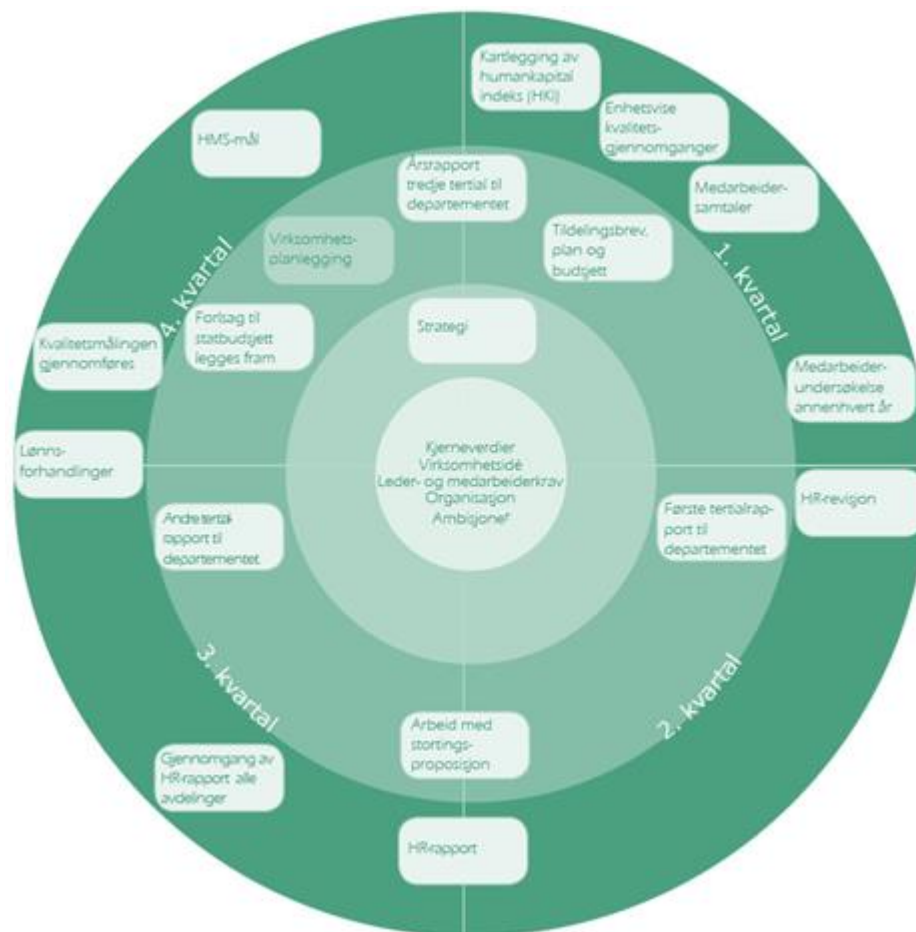 Kartlegging av
humankapital
indeks (HKI)
Enhetsvise
kvalitets-
gjennomganger
Medarbeider-
samtaler
HMS-mål
Årsrapport
tredje tertial til
departementet
Tildelingsbrev,
plan og
budsjett
Virksomhets-
planlegging
1. kvartal
4. kvartal
Forlsag til
statbudsjett
legges fram
Strategi
Kvalitetsmålingen
gjennomføres
Medarbeider-
undersøkelse
annenhvert år
Lønns-
forhandlinger
Kjerneverdier
Virksomhetsidè
Leder- og medarbeiderkrav
Organisasjon
Ambisjoner
HR-revisjon
Første tertialrap-
port til
departementet
Andre tertial-
rapport til
departementet
3. kvartal
2. kvartal
Arbeid med
stortings-
proposisjon
Gjennomgang av
HR-rapport alle
avdelinger
HR-rapport